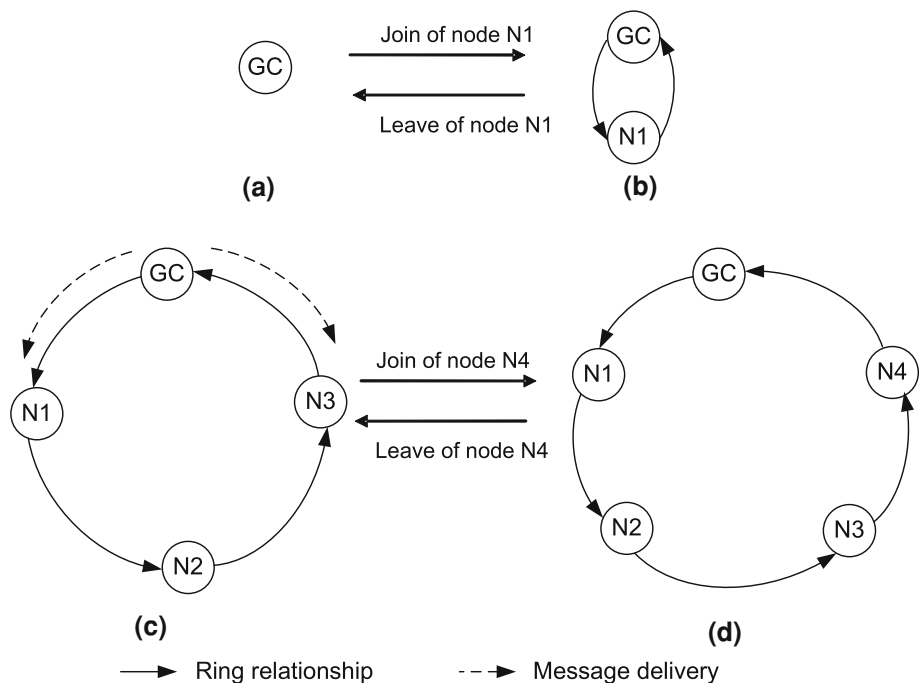 GC
Join of node N1
Leave of node N1
GC
N1
(a)
(b)
GC
N1
N2
N3
Join of node N4
Leave of node N4
GC
N1
N2
N3
N4
(c)
(d)
Ring relationship
Message delivery